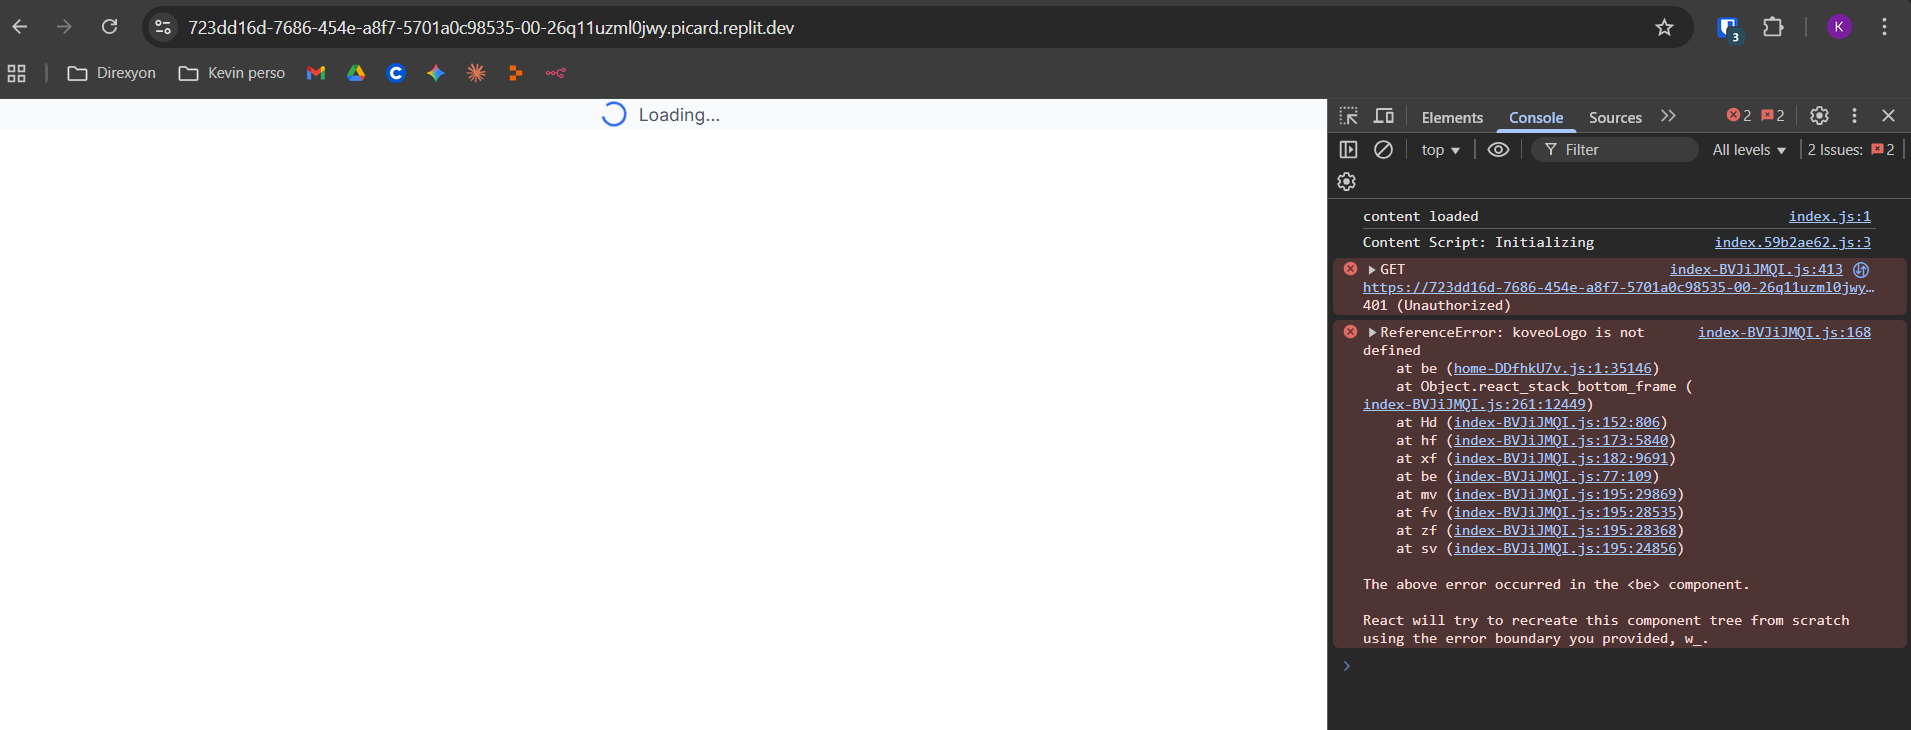 723dd16d-7686-454e-a8f7-5701a0c98535-00-26q11uzml0jwy.picard.replit.dev
3
K
Direxyon
Kevin perso
Loading...
Elements
Console
Sources
2
2
top
Filter
All levels
2 Issues:
2
content loaded
index.js:1
Content Script: Initializing
index.59b2ae62.js:3
GET
index-BVJiJMQI.js:413
https://723dd16d-7686-454e-a8f7-5701a0c98535-00-26q11uzml0jwy…
401 (Unauthorized)
ReferenceError: koveoLogo is not
index-BVJiJMQI.js:168
defined
at be (home-DDfhkU7v.js:1:35146)
at Object.react_stack_bottom_frame (
index-BVJiJMQI.js:261:12449)
at Hd (index-BVJiJMQI.js:152:806)
at hf (index-BVJiJMQI.js:173:5840)
at xf (index-BVJiJMQI.js:182:9691)
at be (index-BVJiJMQI.js:77:109)
at mv (index-BVJiJMQI.js:195:29869)
at fv (index-BVJiJMQI.js:195:28535)
at zf (index-BVJiJMQI.js:195:28368)
at sv (index-BVJiJMQI.js:195:24856)
The above error occurred in the <be> component.
React will try to recreate this component tree from scratch
using the error boundary you provided, w_.